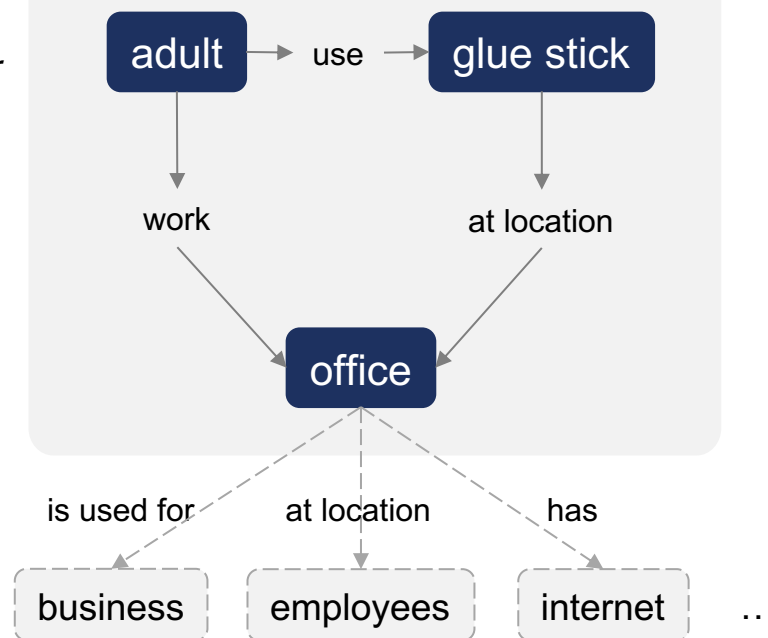 adult use glue stick
work at location
office
is used for at location has
business employees internet ..